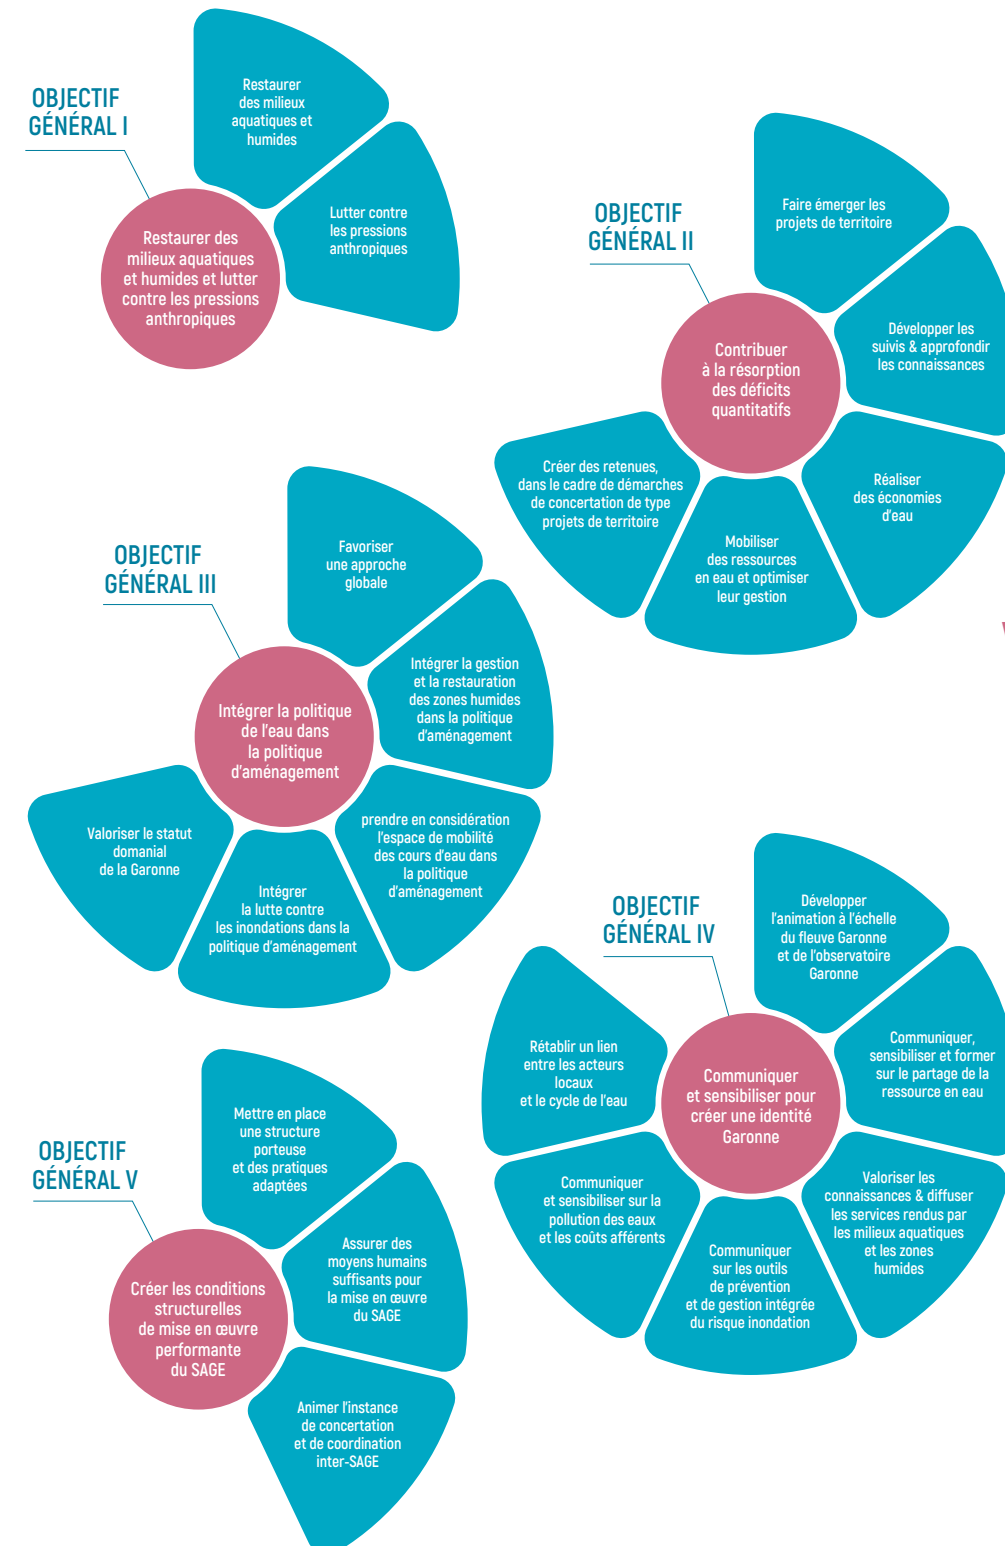 OBJECTIF
GÉNÉRAL I
Restaurer des
milieux aquatiques
et humides et lutter
contre les pressions
anthropiques
Restaurer
des milieux
aquatiques et
humides
Lutter contre
les pressions
anthropiques
OBJECTIF
GÉNÉRAL II
Contribuer
à la résorption
des déficits
quantitatifs
Faire émerger les
projets de territoire
Développer les
suivis & approfondir
les connaissances
Réaliser
des économies
d'eau
Mobiliser
des ressources
en eau et optimiser
leur gestion
Créer des retenues,
dans le cadre de démarches
de concertation de type
projets de territoire
OBJECTIF
GÉNÉRAL III
Intégrer la politique
de l'eau dans
la politique
d'aménagement
Favoriser
une approche
globale
Intégrer la gestion
et la restauration
des zones humides
dans la politique
d'aménagement
prendre en considération
l'espace de mobilité
des cours d'eau dans
la politique
d'aménagement
Intégrer
la lutte contre
les inondations dans la
politique d'aménagement
Valoriser le statut
domanial
de la Garonne
OBJECTIF
GÉNÉRAL IV
Communiquer
et sensibiliser pour
créer une identité
Garonne
Développer
l'animation à l'échelle
du fleuve Garonne
et de l'observatoire
Garonne
Communiquer,
sensibiliser et former
sur le partage de la
ressource en eau
Valoriser les
connaissances & diffuser
les services rendus par
les milieux aquatiques
et les zones
humides
Communiquer
sur les outils
de prévention
et de gestion intégrée
du risque inondation
Communiquer
et sensibiliser sur la
pollution des eaux
et les coûts afférents
Rétablir un lien
entre les acteurs
locaux
et le cycle de l'eau
OBJECTIF
GÉNÉRAL V
Créer les conditions
structurelles
de mise en œuvre
performante
du SAGE
Mettre en place
une structure
porteuse
et des pratiques
adaptées
Assurer des
moyens humains
suffisants pour
la mise en œuvre
du SAGE
Animer l'instance
de concertation
et de coordination
inter-SAGE